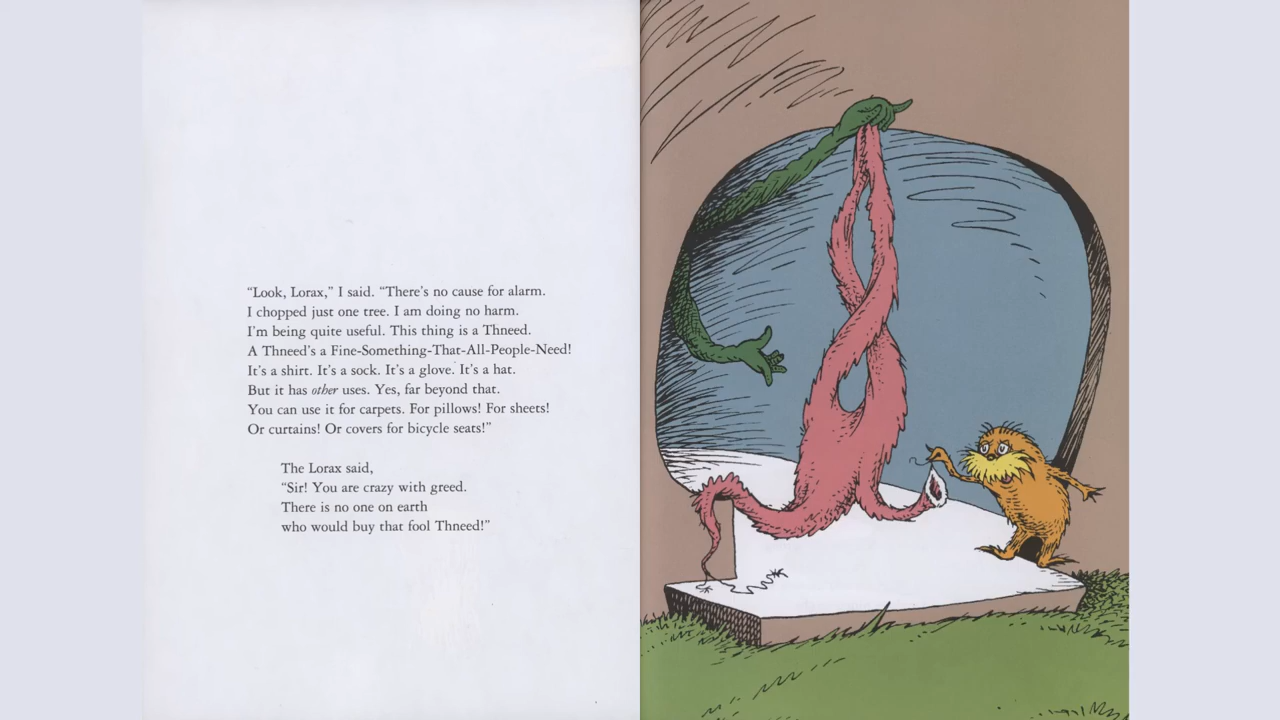 “Look, Lorax,” I said. “There’s no cause for alarm.
I chopped just one tree. I am doing no harm.
I’m being quite useful. This thing is a Thneed.
A Thneed’s a Fine-Something-That-All-People-Need!
It’s a shirt. It’s a sock. It’s a glove. It’s a hat.
But it has other uses. Yes, far beyond that.
You can use it for carpets. For pillows! For sheets!
Or curtains! Or covers for bicycle seats!”
The Lorax said,
“Sir! You are crazy with greed.
There is no one on earth
who would buy that fool Thneed!”